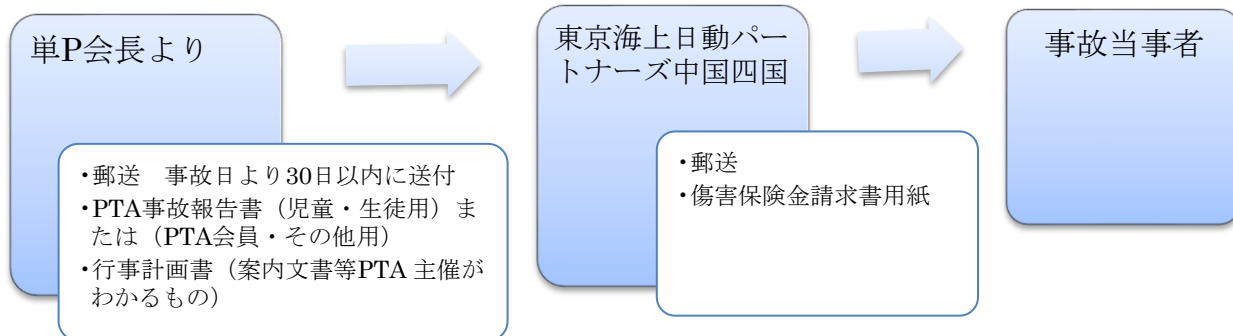 単P会長より
・郵送　事故日より30日以内に送付
・PTA事故報告書（児童・生徒用）ま
たは（PTA会員・その他用）
・行事計画書（案内文書等PTA 主催が
わかるもの）
東京海上日動パー
トナーズ中国四国
・郵送
・傷害保険金請求書用紙
事故当事者